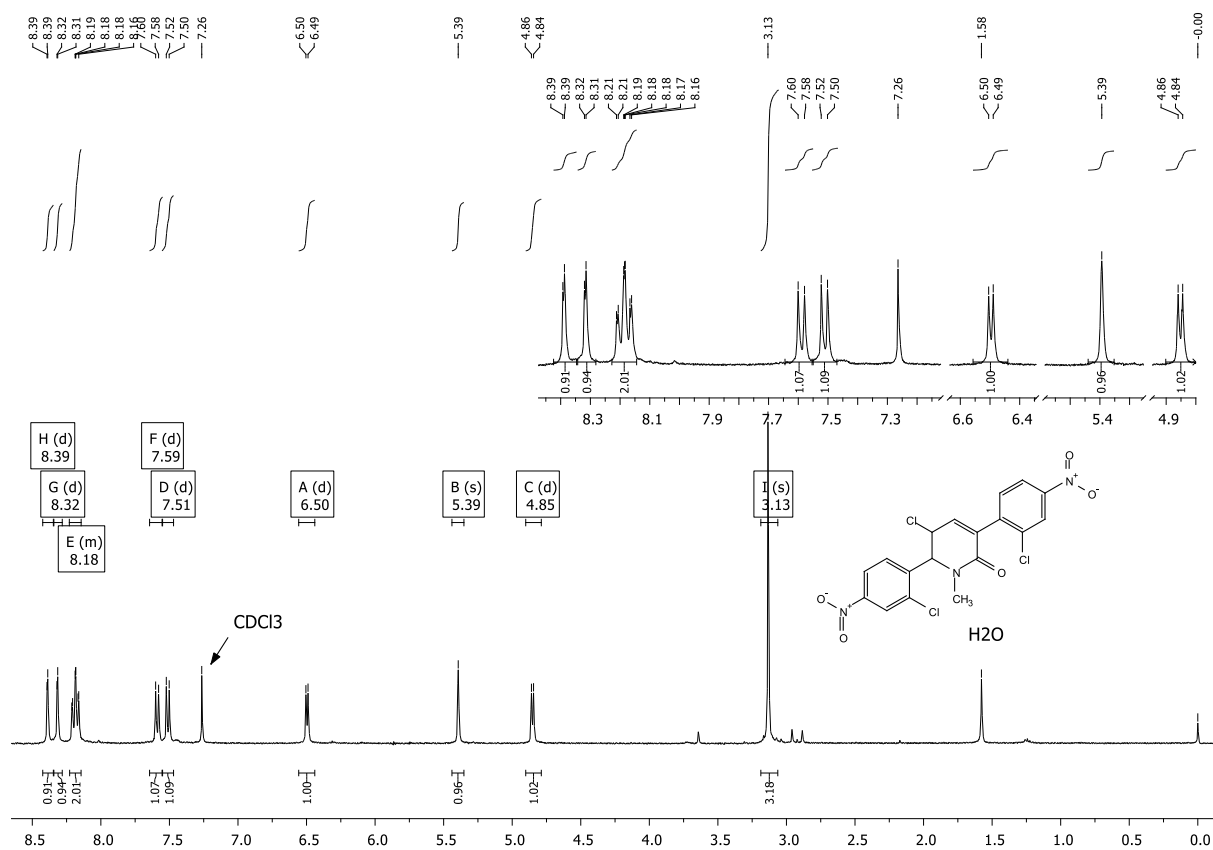 8.39
8.39
8.32
8.31
8.19
8.18
8.18
8.16
7.60
7.58
7.52
7.50
7.26
6.50
6.49
5.39
4.86
4.84
3.13
1.58
-0.00
8.39
8.39
8.32
8.31
8.21
8.21
8.19
8.18
8.18
8.17
8.16
7.60
7.58
7.52
7.50
7.26
6.50
6.49
5.39
4.86
4.84
0.91
0.94
2.01
1.07
1.09
1.00
0.96
1.02
8.3 8.1 7.9 7.7 7.5 7.3 6.6 6.4 5.4 4.9
H (d)
8.39
F (d)
7.59
G (d)
8.32
D (d)
7.51
A (d)
6.50
B (s)
5.39
C (d)
4.85
I (s)
3.13
E (m)
8.18
O
N+
O-
Cl
Cl
N
O
CH3
Cl
O-
N+
O
H2O
CDCl3
0.91
0.94
2.01
1.07
1.09
1.00
0.96
1.02
3.18
8.5 8.0 7.5 7.0 6.5 6.0 5.5 5.0 4.5 4.0 3.5 3.0 2.5 2.0 1.5 1.0 0.5 0.0